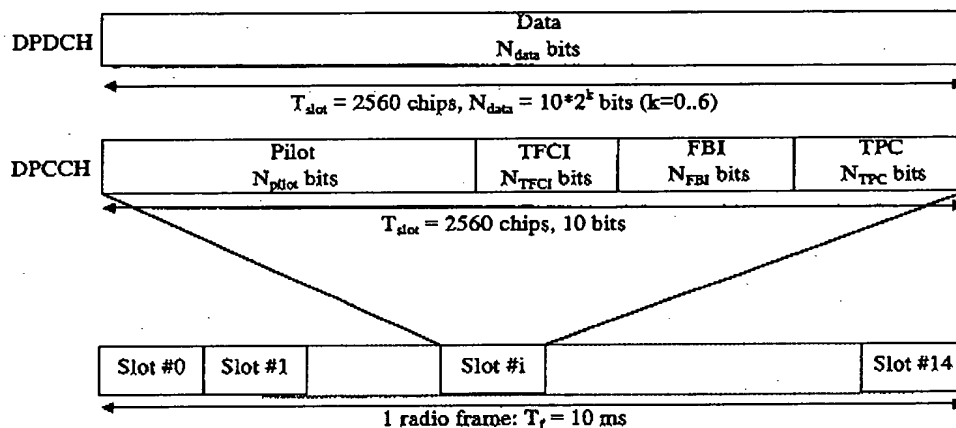 Data
DPDCH
N_data bits
T_slot = 2560 chips, N_data = 10*2^k bits (k=0..6)
Pilot TFCI FBI TPC
DPCCH
N_pilot bits N_TFCI bits N_FBI bits N_TPC bits
T_slot = 2560 chips, 10 bits
Slot #0 Slot #1 Slot #i Slot #14
1 radio frame: T_f = 10 ms